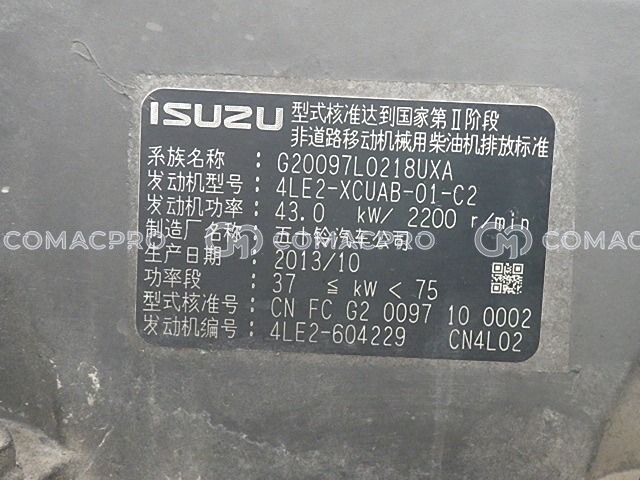 ISUZU 型式核准达到国家第Ⅱ阶段
非道路移动机械用柴油机排放标准
系族名称 : G20097L0218UXA
发动机型号: 4LE2-XCUAB-01-C2
发动机功率: 43.0 kW/ 2200 r/min
制造厂名称: 五十铃汽车公司
生产日期 : 2013/10
功率段 : 37 ≦ kW < 75
型式核准号: CN FC G2 0097 10 0002
发动机编号: 4LE2-604229 CN4L02
COMACPRO COMACPRO COMACPRO